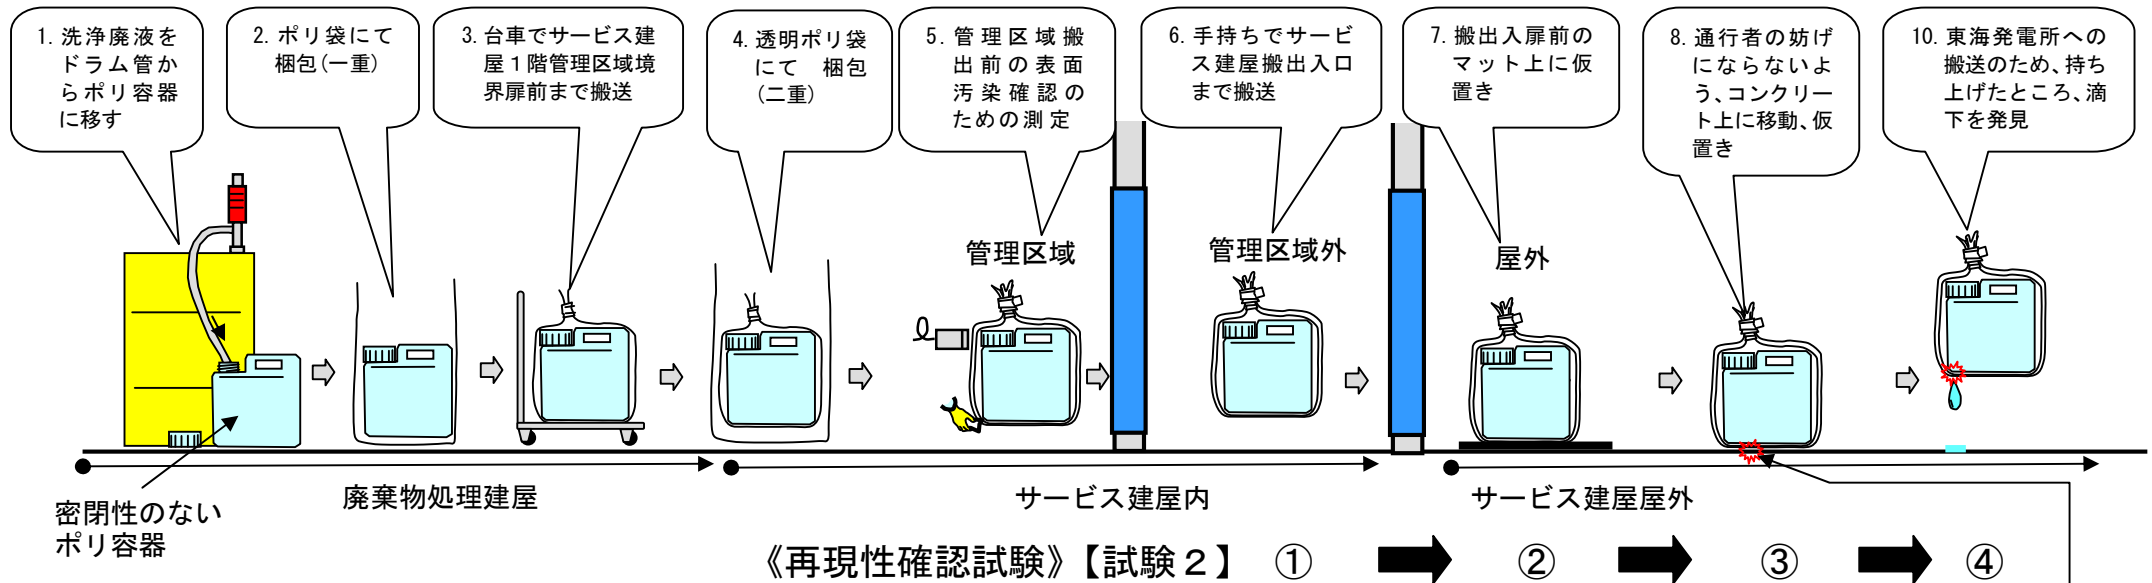 1. 洗浄廃液を
ドラム管か
らポリ容器
に移す
2. ポリ袋にて
梱包(一重)
3. 台車でサービス建
屋１階管理区域境
界扉前まで搬送
4. 透明ポリ袋
にて 梱包
(二重)
5. 管理区域搬
出前の表面
汚染確認の
ための測定
6. 手持ちでサービ
ス建屋搬出入口
まで搬送
7. 搬出入扉前の
マット上に仮
置き
8. 通行者の妨げ
にならないよ
う、コンクリー
ト上に移動、仮
置き
10. 東海発電所への
搬送のため、持ち
上げたところ、滴
下を発見
管理区域
管理区域外
屋外
廃棄物処理建屋
サービス建屋内
サービス建屋屋外
密閉性のない
ポリ容器
《再現性確認試験》【試験２】 ① ② ③ ④